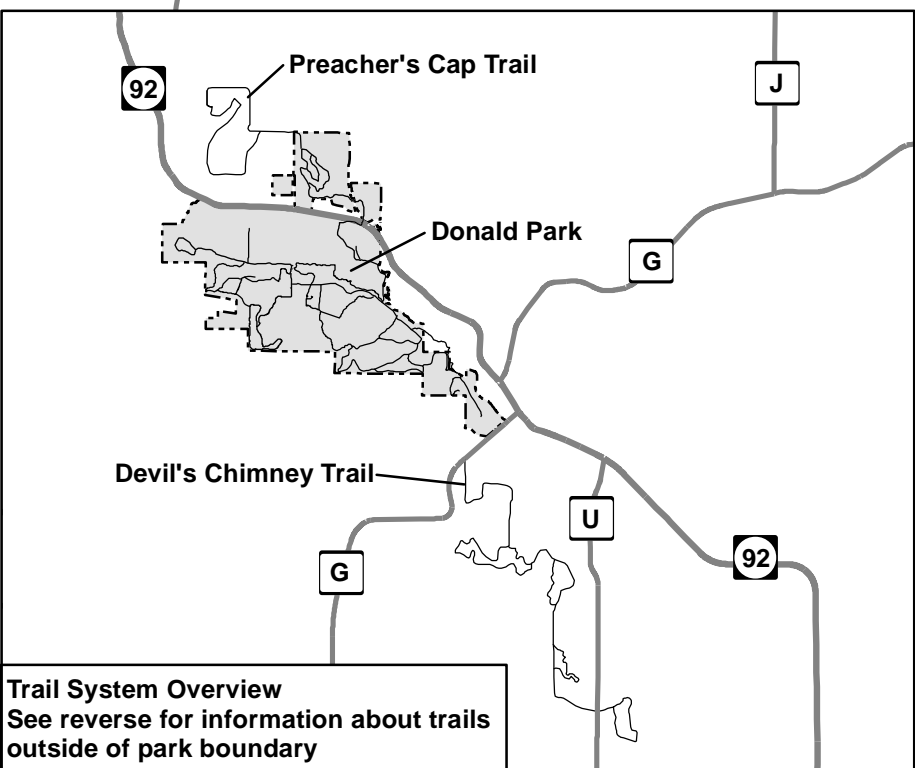 Preacher's Cap Trail
92
J
Donald Park
G
Devil's Chimney Trail
U
92
G
Trail System Overview
See reverse for information about trails
outside of park boundary